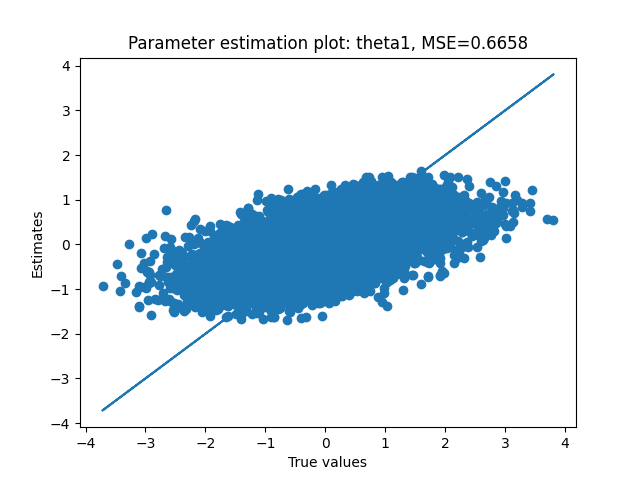 Parameter estimation plot: theta1, MSE=0.6658
4
3
2
1
0
−1
−2
−3
−4
Estimates
−4 −3 −2 −1 0 1 2 3 4
True values